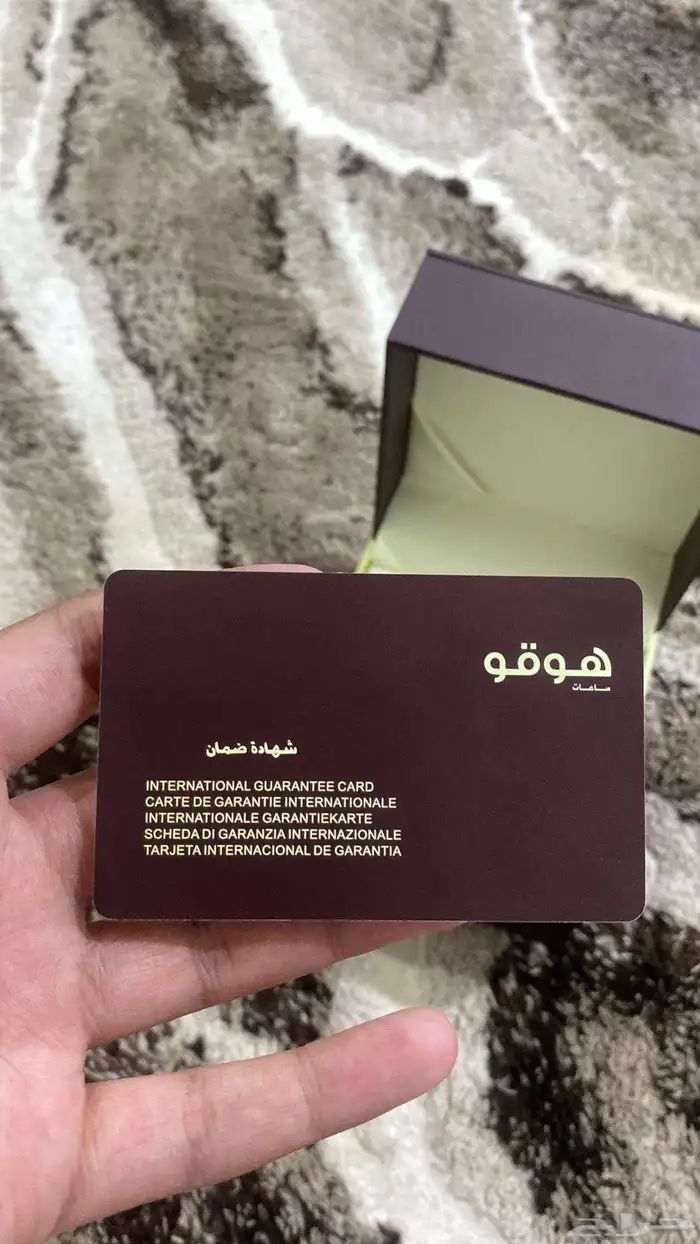 هوقو
ساعات
شهادة ضمان
INTERNATIONAL GUARANTEE CARD
CARTE DE GARANTIE INTERNATIONALE
INTERNATIONALE GARANTIEKARTE
SCHEDA DI GARANZIA INTERNAZIONALE
TARJETA INTERNACIONAL DE GARANTIA
حراج